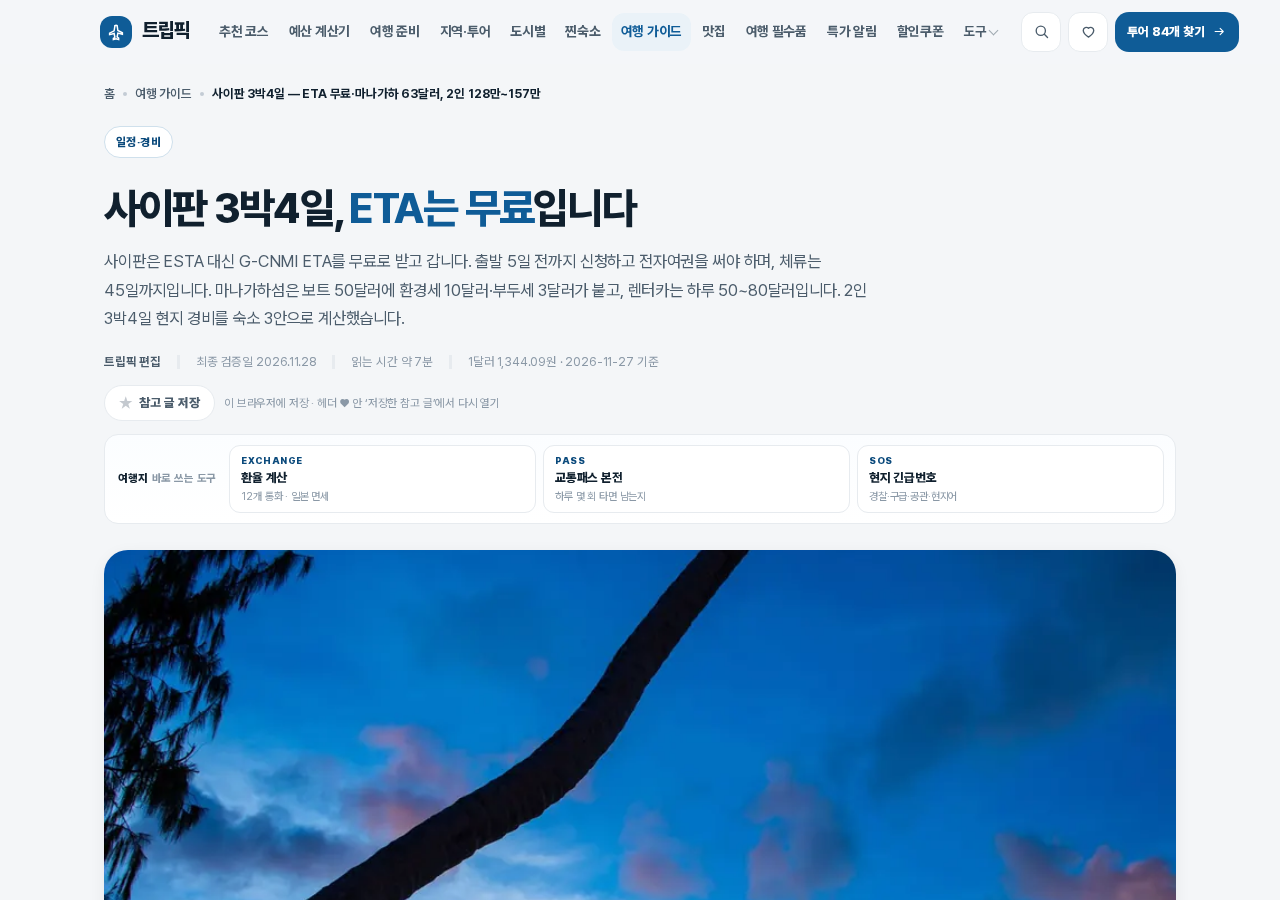 트립픽
추천 코스 예산 계산기 여행 준비 지역·투어 도시별 찐숙소 여행 가이드 맛집 여행 필수품 특가 알림 할인쿠폰 도구
투어 84개 찾기 →
홈 • 여행 가이드 • 사이판 3박4일 — ETA 무료·마나가하 63달러, 2인 128만~157만
일정·경비
사이판 3박4일, ETA는 무료입니다
사이판은 ESTA 대신 G-CNMI ETA를 무료로 받고 갑니다. 출발 5일 전까지 신청하고 전자여권을 써야 하며, 체류는
45일까지입니다. 마나가하섬은 보트 50달러에 환경세 10달러·부두세 3달러가 붙고, 렌터카는 하루 50~80달러입니다. 2인
3박4일 현지 경비를 숙소 3안으로 계산했습니다.
트립픽 편집 최종 검증일 2026.11.28 읽는 시간 약 7분 1달러 1,344.09원 · 2026-11-27 기준
★ 참고 글 저장 이 브라우저에 저장 · 헤더 ♥ 안 '저장한 참고 글'에서 다시 열기
여행지 바로 쓰는 도구
EXCHANGE
환율 계산
12개 통화 · 일본 면세
PASS
교통패스 본전
하루 몇 회 타면 남는지
SOS
현지 긴급번호
경찰·구급·공관·현지어